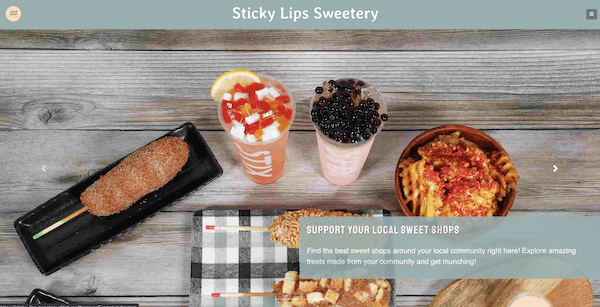 Sticky Lips Sweetery
SUPPORT YOUR LOCAL SWEET SHOPS
Find the best sweet shops around your local community right here! Explore amazing
treats made from your community and get munching!